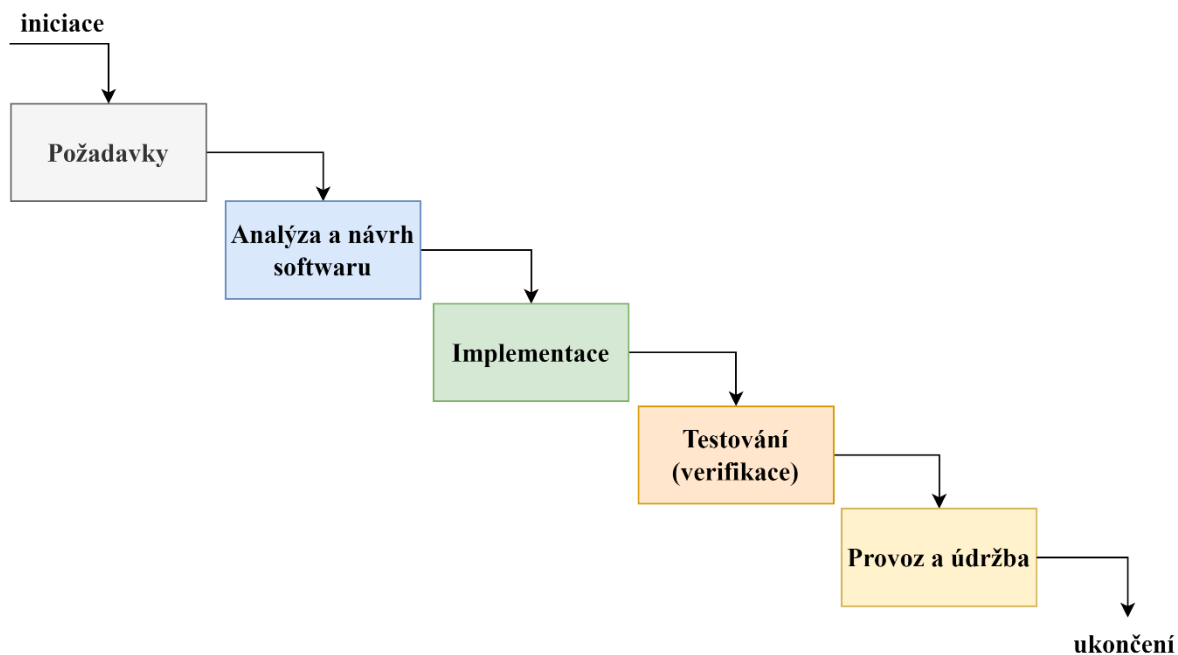 iniciace
Požadavky
Analýza a návrh
softwaru
Implementace
Testování
(verifikace)
Provoz a údržba
ukončení